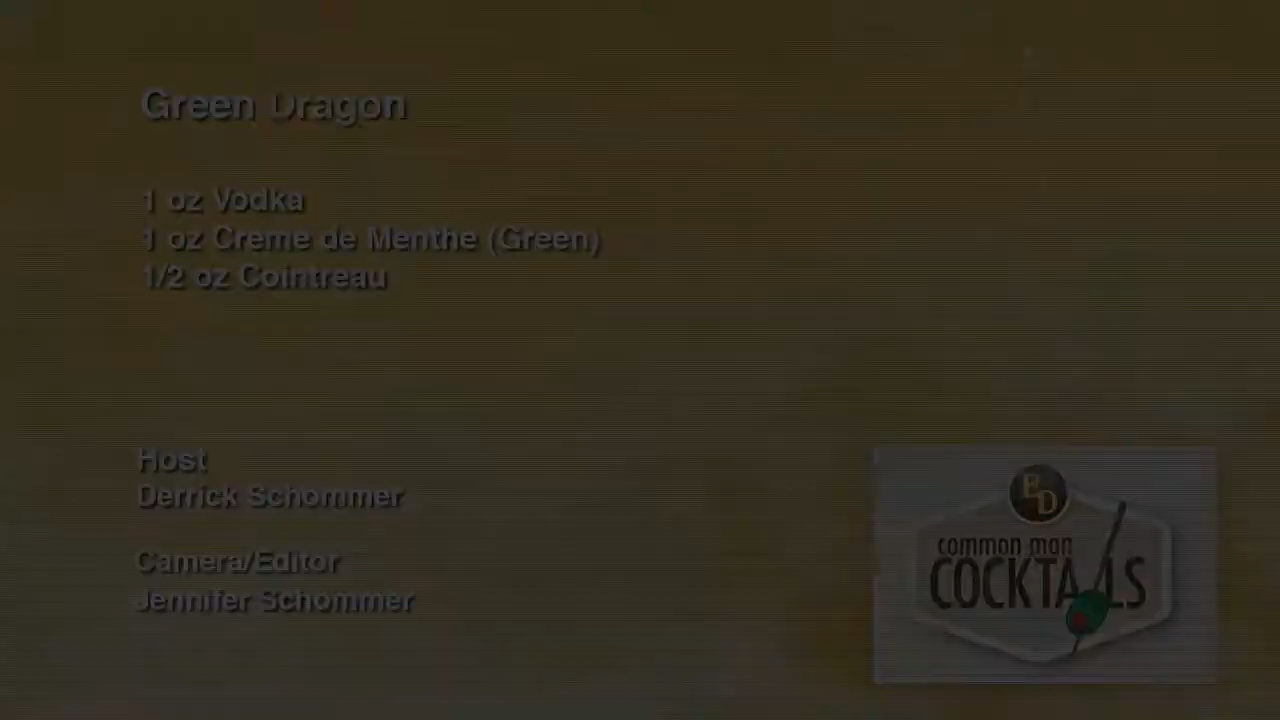 Green Dragon
1 oz Vodka
1 oz Creme de Menthe (Green)
1/2 oz Cointreau
Host
Derrick Schommer
Camera/Editor
Jennifer Schommer
ED
common man
COCKTAILS